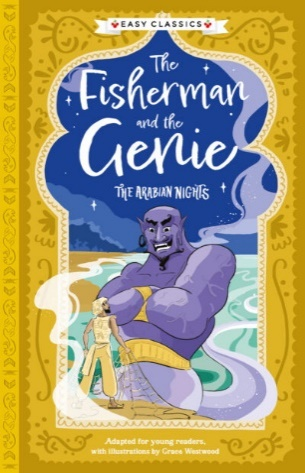 EASY CLASSICS
The
Fisherman
and the
Genie
THE ARABIAN NIGHTS
Adapted for young readers,
with illustrations by Grace Westwood